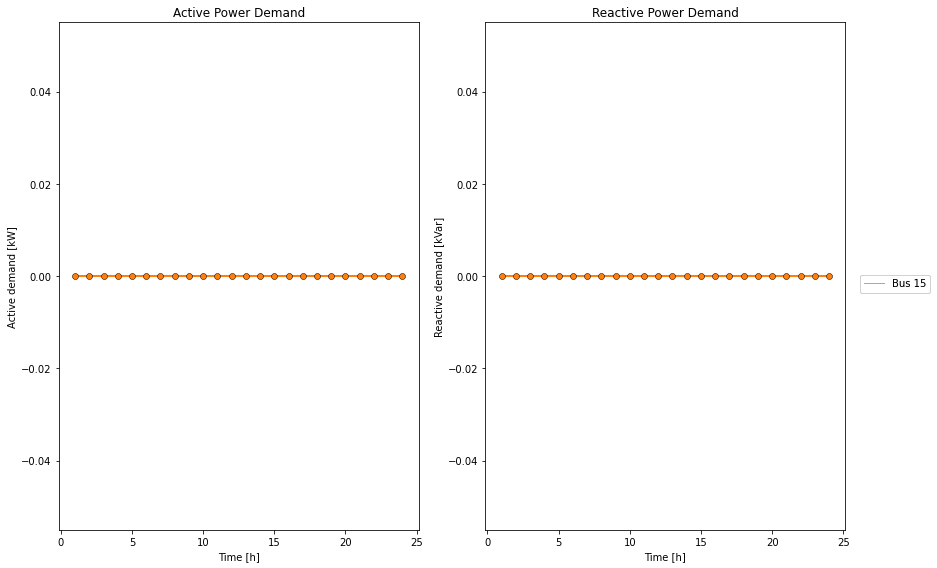 Active Power Demand
Active demand [kW]
0.04
0.02
0.00
−0.02
−0.04
0 5 10 15 20 25
Time [h]
Reactive Power Demand
Reactive demand [kVar]
0.04
0.02
0.00
−0.02
−0.04
0 5 10 15 20 25
Time [h]
Bus 15